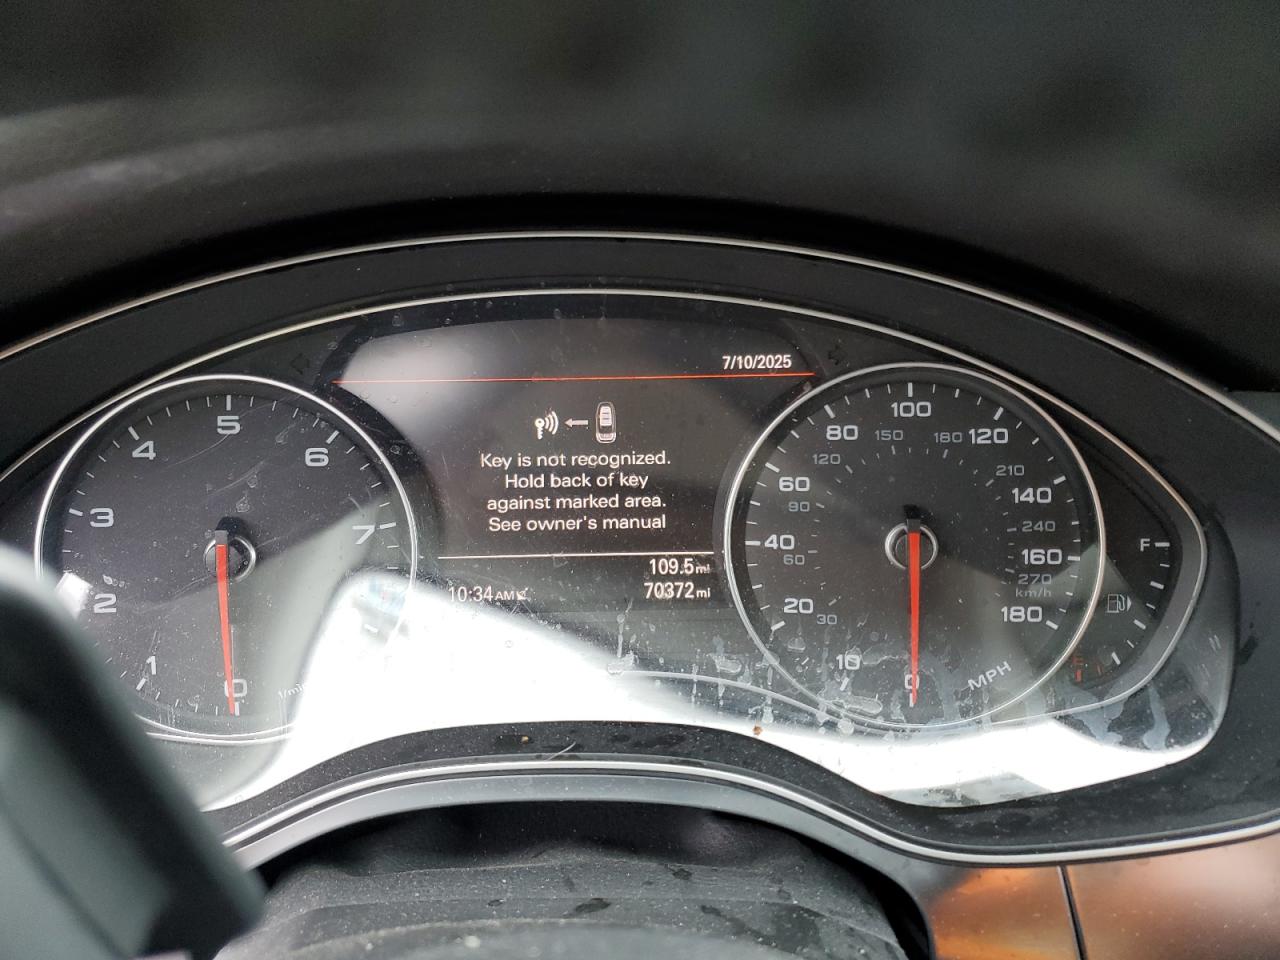 7/10/2025
Key is not recognized.
Hold back of key
against marked area.
See owner's manual
109.5 mi
10:34 AM
70372 mi
0
1
2
3
4
5
6
7
1/min
0
10
20
40
60
80
100
120
140
160
180
MPH
30
60
90
120
150
180
210
240
270
km/h
F
E